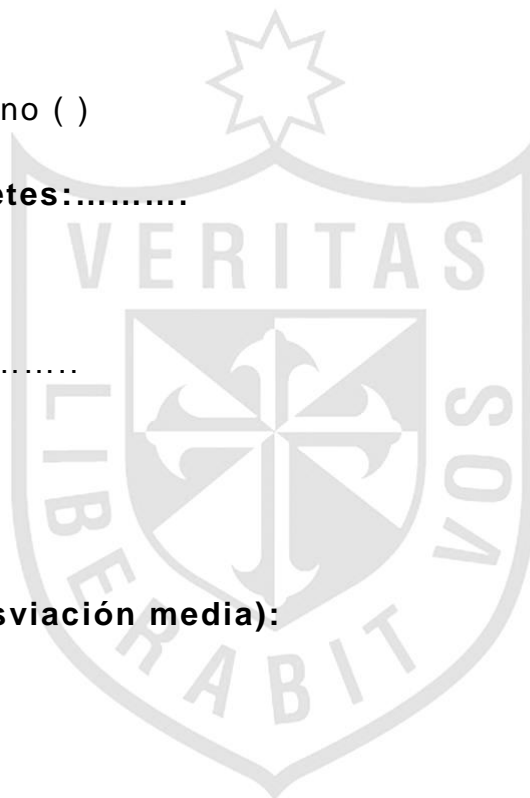 no ( )
etes:……….
VERITAS
……..
LIBERABIT VOS
sviación media):